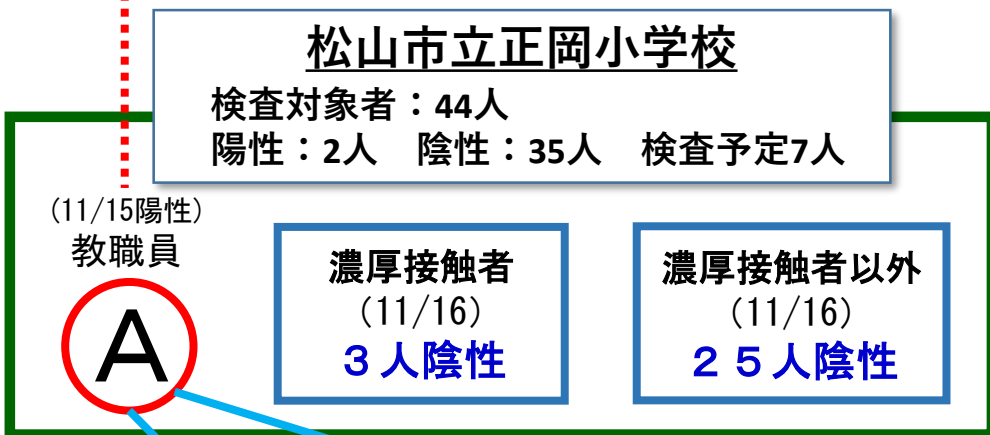 松山市立正岡小学校
検査対象者：44人
陽性：2人　陰性：35人　検査予定7人
(11/15陽性)
教職員
A
濃厚接触者
(11/16)
３人陰性
濃厚接触者以外
(11/16)
２５人陰性